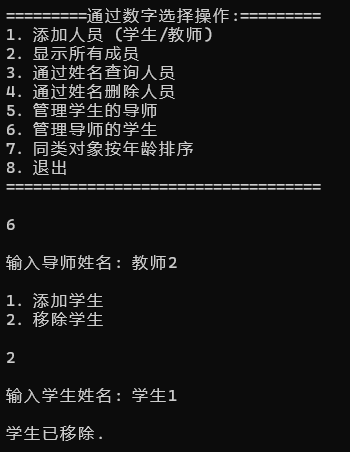 =========通过数字选择操作:=========
1. 添加人员 (学生/教师)
2. 显示所有成员
3. 通过姓名查询人员
4. 通过姓名删除人员
5. 管理学生的导师
6. 管理导师的学生
7. 同类对象按年龄排序
8. 退出
===================================
6
输入导师姓名: 教师2
1. 添加学生
2. 移除学生
2
输入学生姓名: 学生1
学生已移除.